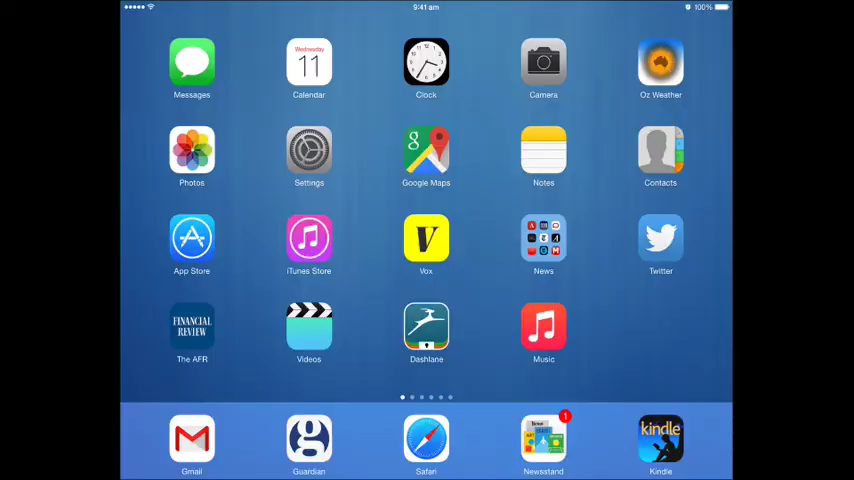 9:41 am
100%
Wednesday
11
Messages
Calendar
Clock
Camera
Oz Weather
g
Photos
Settings
Google Maps
Notes
Contacts
V
App Store
iTunes Store
Vox
News
Twitter
FINANCIAL
REVIEW
The AFR
Videos
Dashlane
Music
g
News
1
kindle
Gmail
Guardian
Safari
Newsstand
Kindle